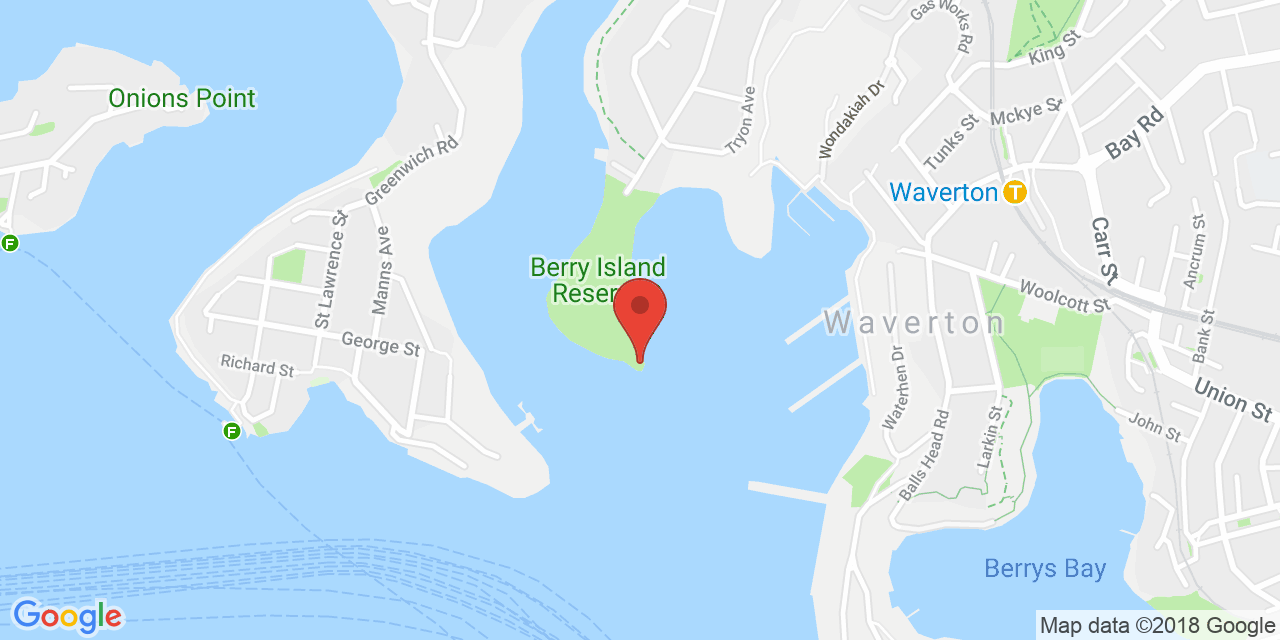 Gas Works Rd
King St
Onions Point
Wondakiah Dr
Tryon Ave
Mckye St
Bay Rd
Tunks St
Greenwich Rd
Waverton
T
St Lawrence St
Manns Ave
Carr St
Ancrum St
F
Berry Island
Reser
Woolcott St
Waverton
George St
Bank St
Richard St
Waterhen Dr
Union St
F
Balls Head Rd
Larkin St
John St
Berrys Bay
Google
Map data ©2018 Google